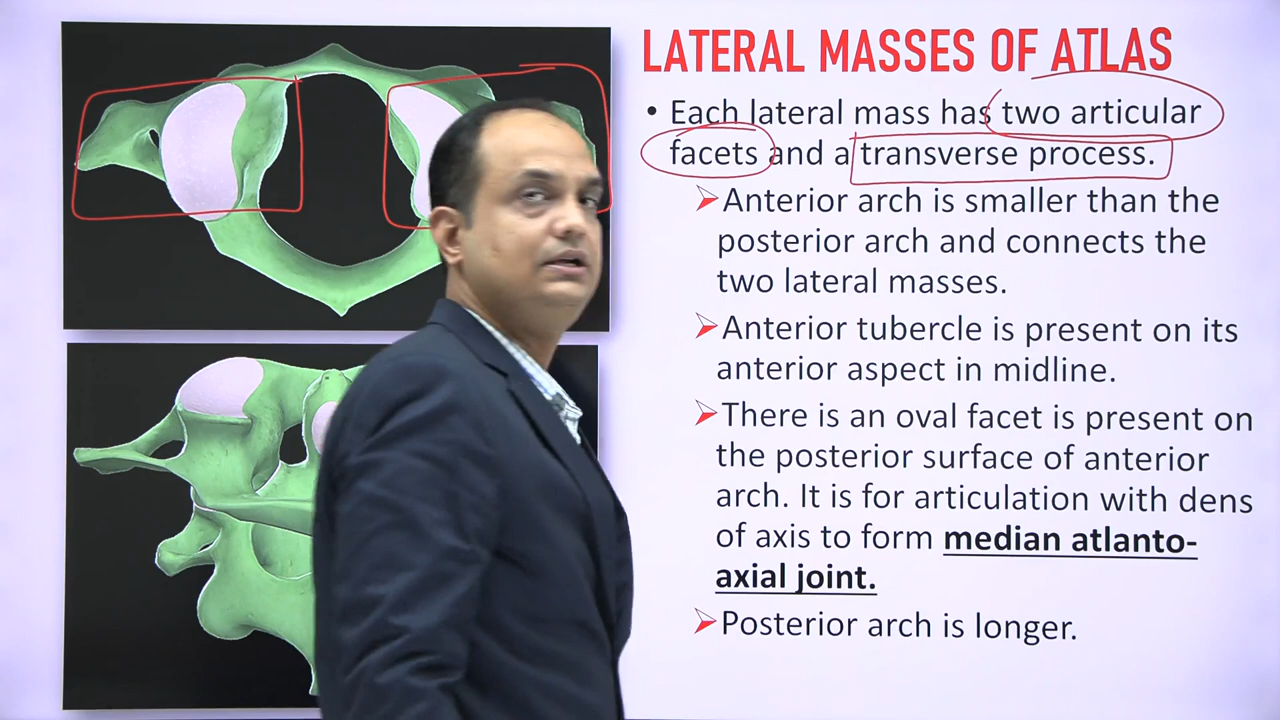 LATERAL MASSES OF ATLAS
• Each lateral mass has two articular
facets and a transverse process.
➢Anterior arch is smaller than the
posterior arch and connects the
two lateral masses.
➢Anterior tubercle is present on its
anterior aspect in midline.
➢There is an oval facet is present on
the posterior surface of anterior
arch. It is for articulation with dens
of axis to form median atlanto-
axial joint.
➢Posterior arch is longer.